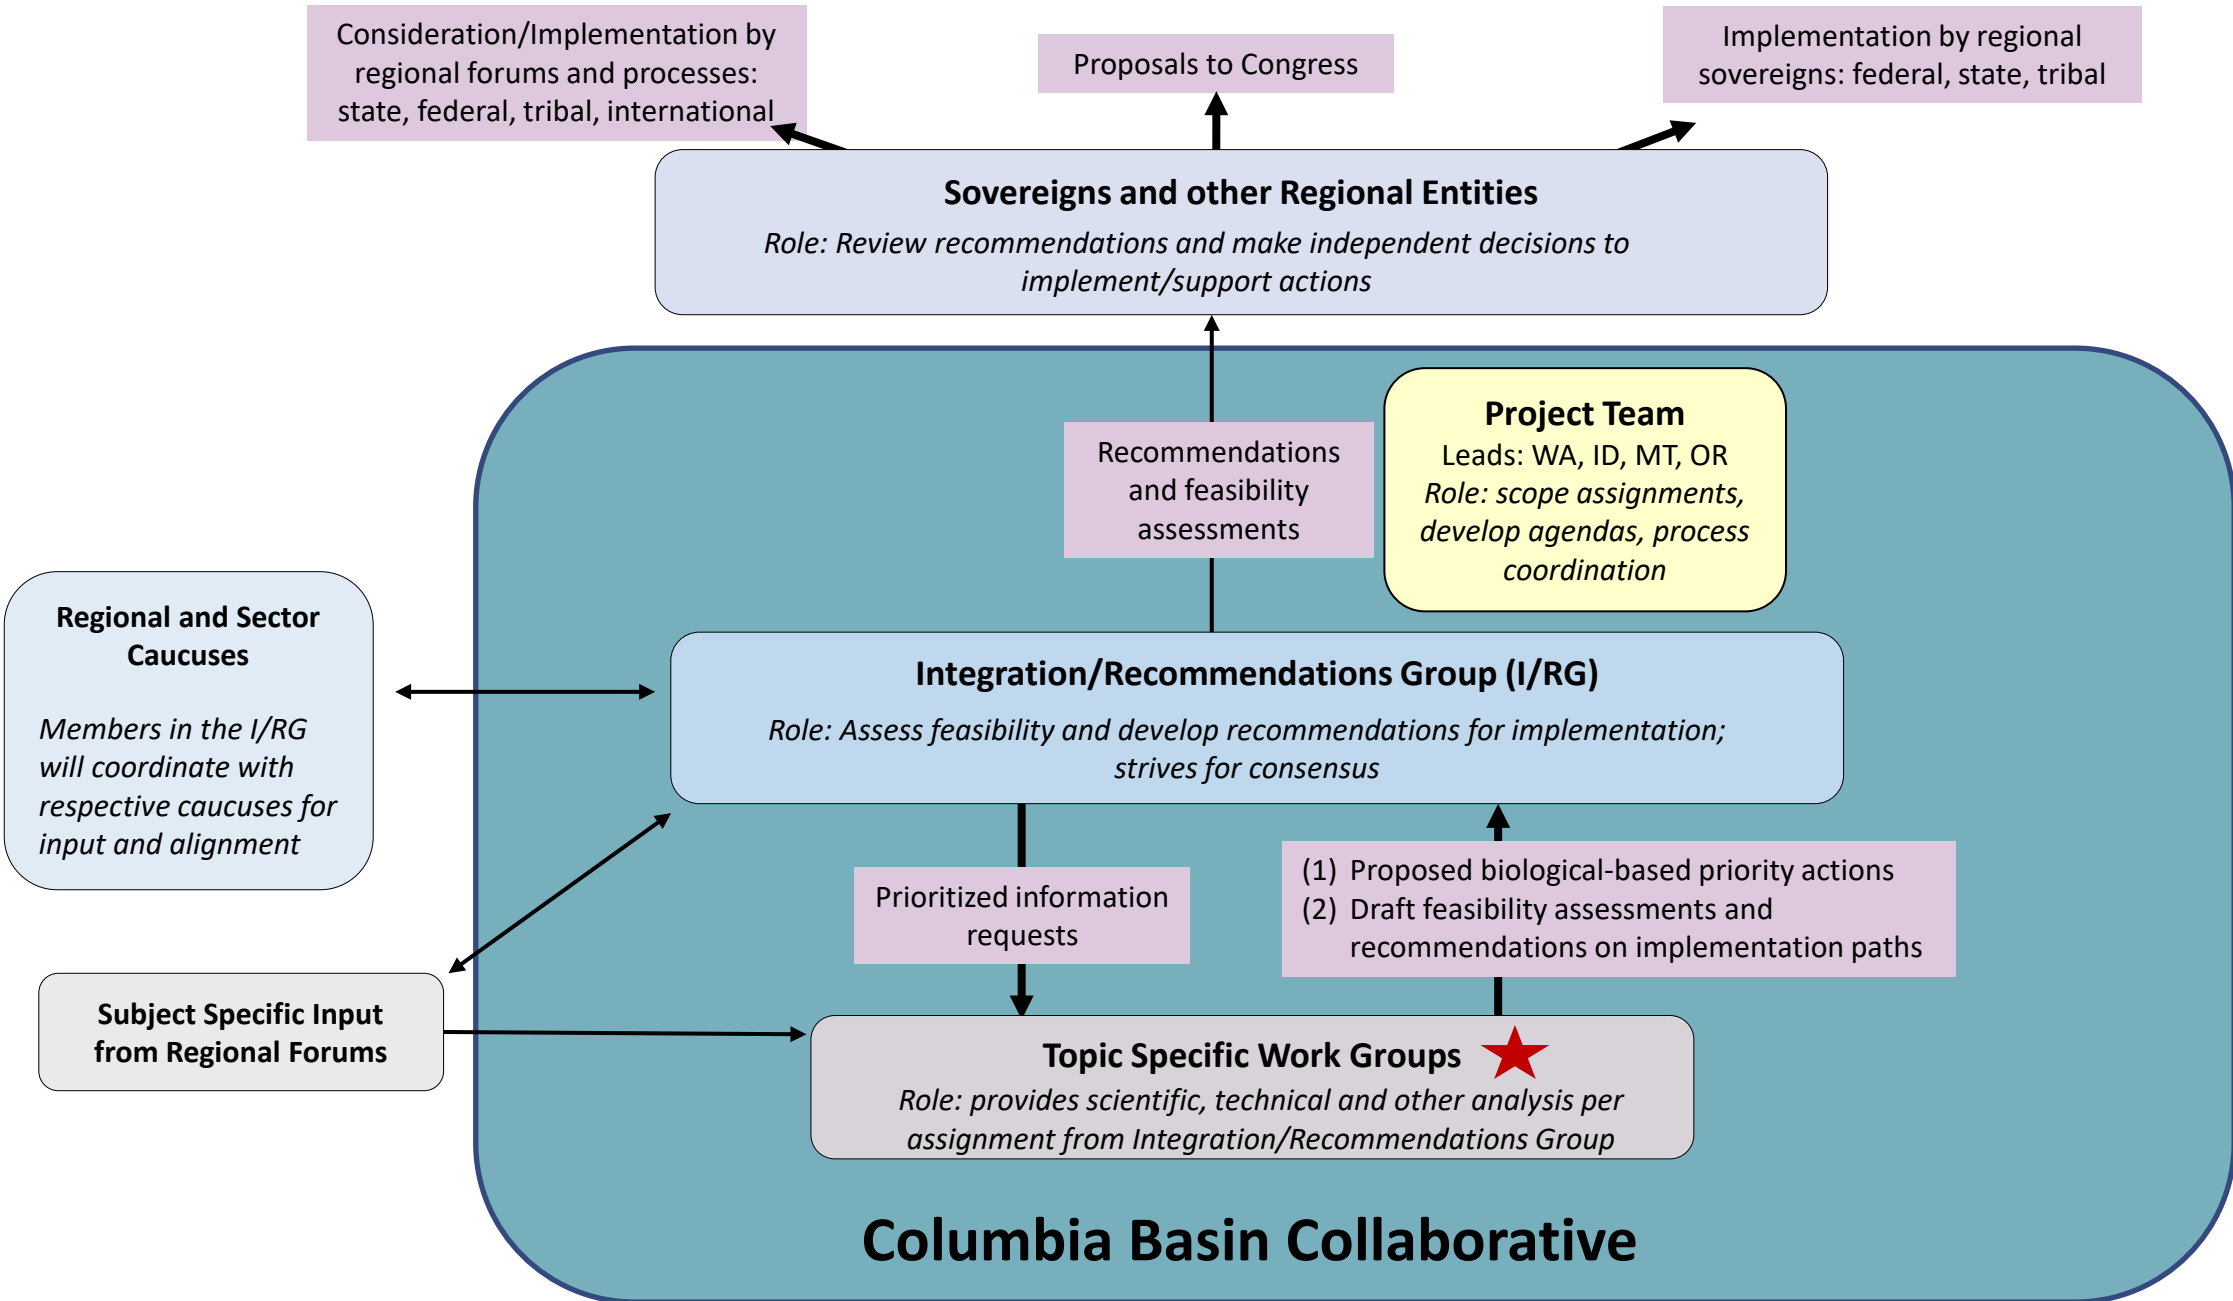 Consideration/Implementation by
regional forums and processes:
state, federal, tribal, international
Proposals to Congress
Implementation by regional
sovereigns: federal, state, tribal
Sovereigns and other Regional Entities
Role: Review recommendations and make independent decisions to
implement/support actions
Recommendations
and feasibility
assessments
Project Team
Leads: WA, ID, MT, OR
Role: scope assignments,
develop agendas, process
coordination
Regional and Sector
Caucuses
Members in the I/RG
will coordinate with
respective caucuses for
input and alignment
Integration/Recommendations Group (I/RG)
Role: Assess feasibility and develop recommendations for implementation;
strives for consensus
Prioritized information
requests
(1) Proposed biological-based priority actions
(2) Draft feasibility assessments and
recommendations on implementation paths
Subject Specific Input
from Regional Forums
Topic Specific Work Groups
Role: provides scientific, technical and other analysis per
assignment from Integration/Recommendations Group
Columbia Basin Collaborative